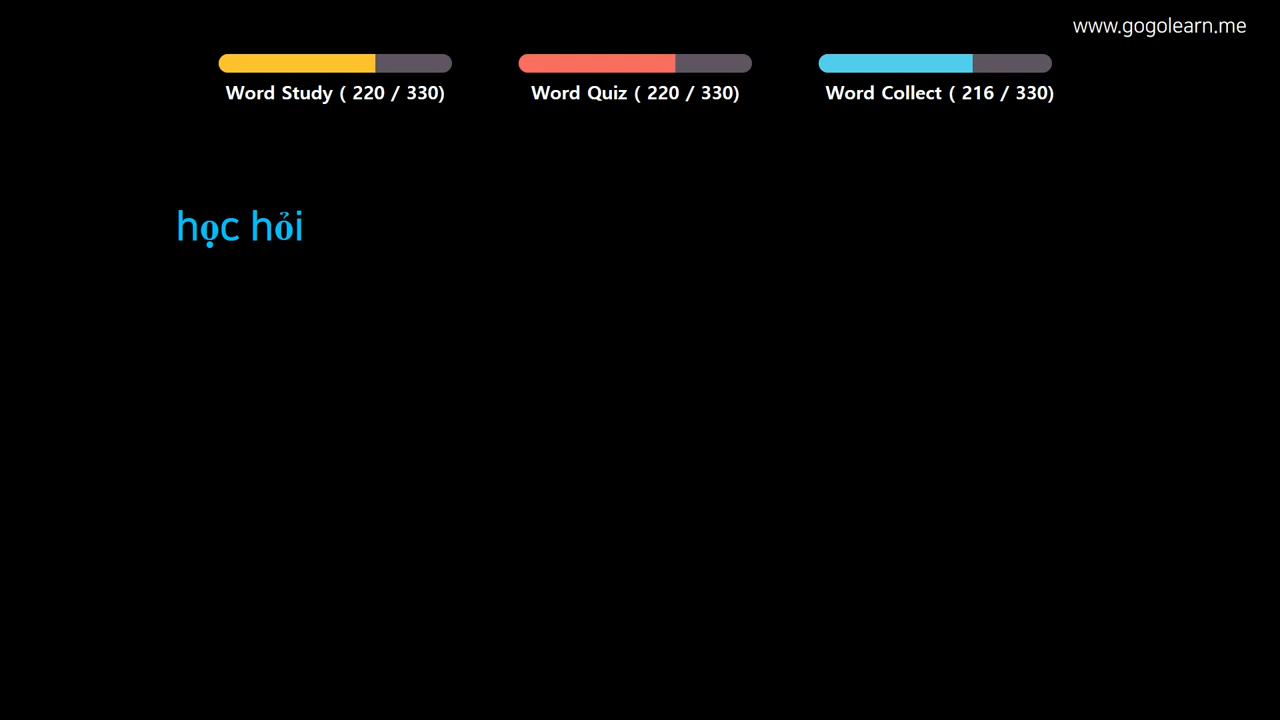 www.gogolearn.me
Word Study ( 220 / 330)
Word Quiz ( 220 / 330)
Word Collect ( 216 / 330)
học hỏi